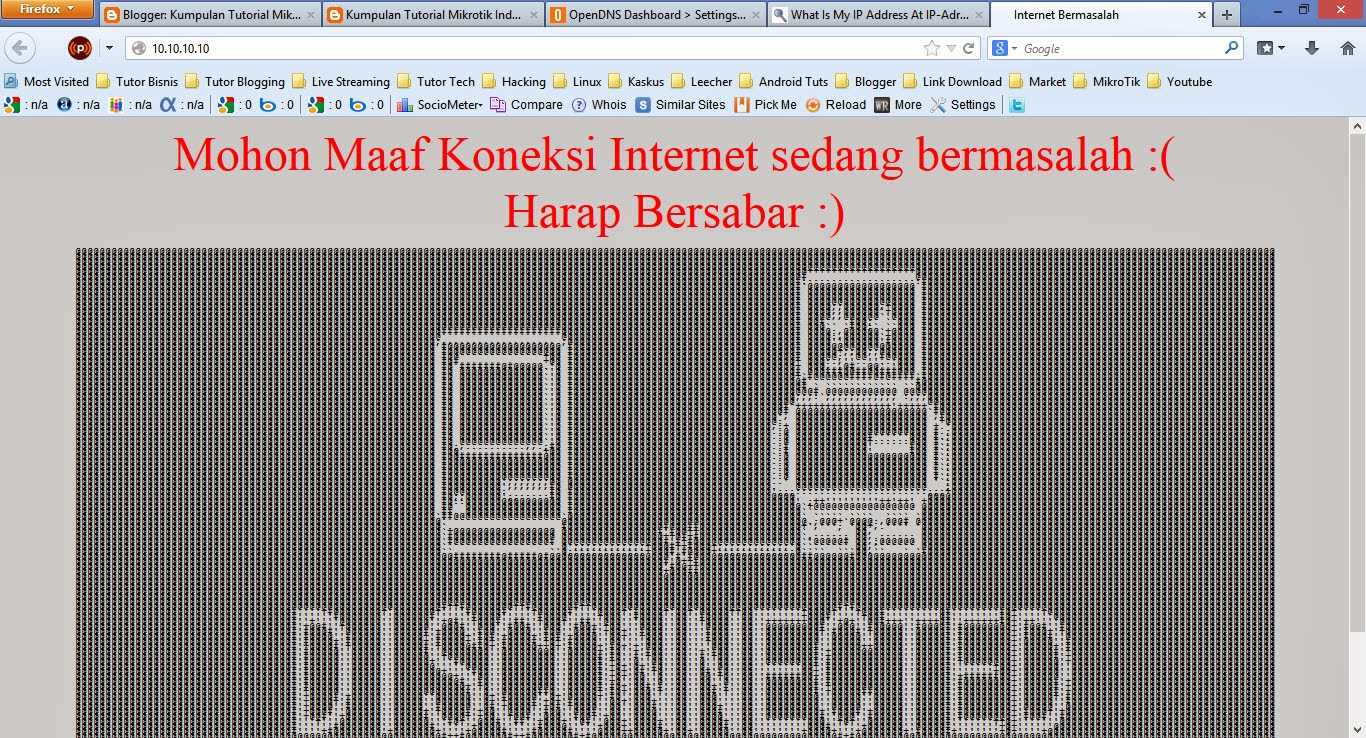 Firefox
Blogger: Kumpulan Tutorial Mik...
Kumpulan Tutorial Mikrotik Ind...
OpenDNS Dashboard > Settings...
What Is My IP Address At IP-Adr...
Internet Bermasalah
10.10.10.10
Google
Most Visited
Tutor Bisnis
Tutor Blogging
Live Streaming
Tutor Tech
Hacking
Linux
Kaskus
Leecher
Android Tuts
Blogger
Link Download
Market
MikroTik
Youtube
: n/a : n/a : n/a : n/a : 0 : 0 : 0 : 0 SocioMeter Compare Whois Similar Sites Pick Me Reload More Settings
Mohon Maaf Koneksi Internet sedang bermasalah :(
Harap Bersabar :)
DISCONNECTED